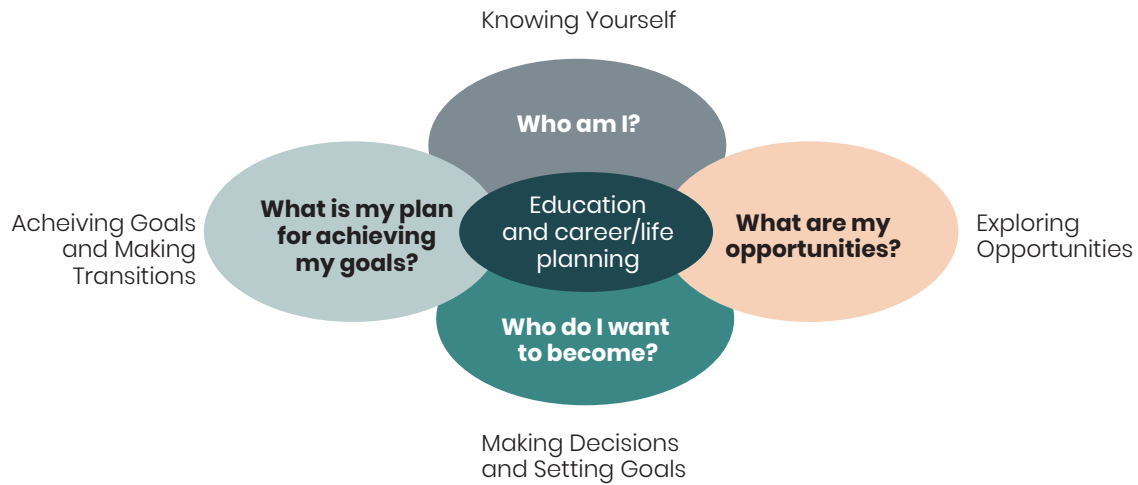 Knowing Yourself
Who am I?
Acheiving Goals
and Making
Transitions
What is my plan
for achieving
my goals?
Education
and career/life
planning
What are my
opportunities?
Exploring
Opportunities
Who do I want
to become?
Making Decisions
and Setting Goals